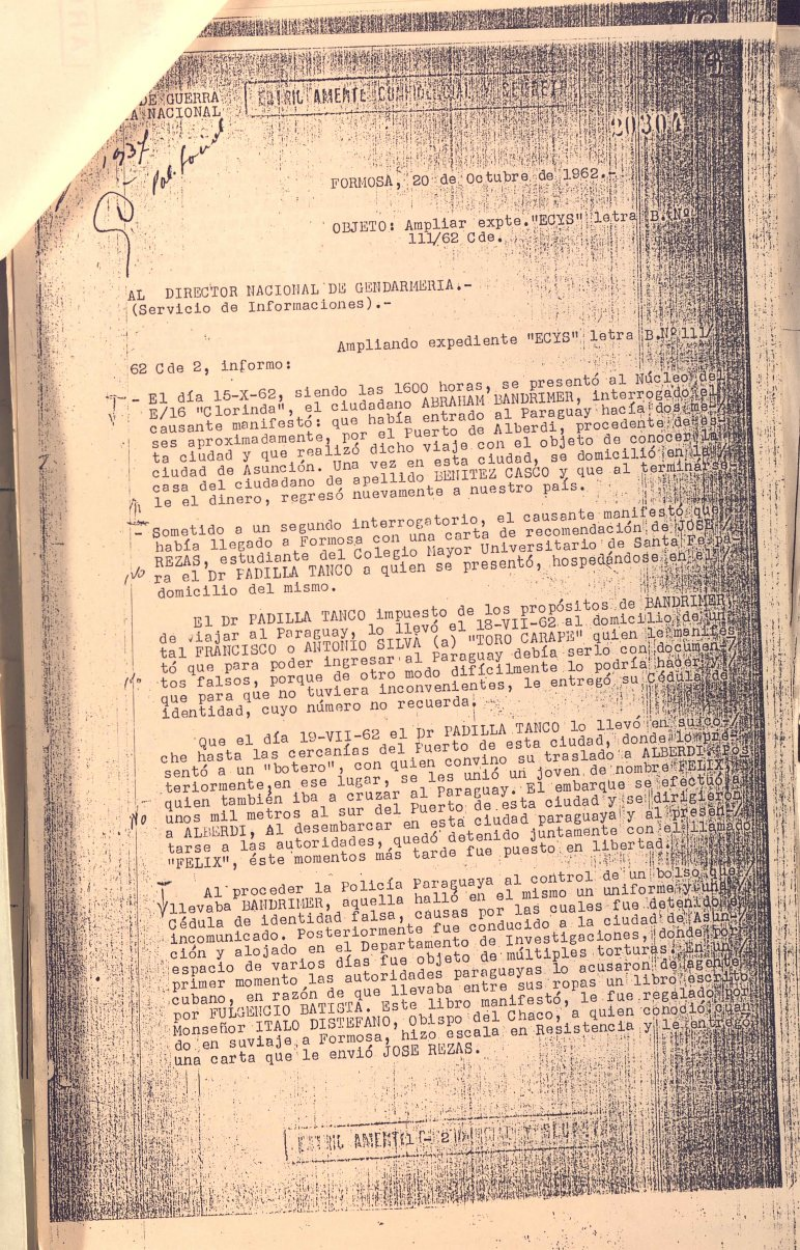 DE GUERRA
NACIONAL
ESTRICTAMENTE CONFIDENCIAL Y SECRETO
20304
1937
FORMOSA, 20 de Octubre de 1962.-
OBJETO: Ampliar expte."ECYS" letra B.Nº
111/62 Cde.
AL DIRECTOR NACIONAL DE GENDARMERIA.-
(Servicio de Informaciones).-
Ampliando expediente "ECYS" letra B.Nº 111/
62 Cde 2, informo:
- El día 15-X-62, siendo las 1600 horas, se presentó al Núcleo del
E/16 "Clorinda", el ciudadano ABRAHAM BANDRIMER, interrogado el
causante manifestó: que había entrado al Paraguay hacía dos me-
ses aproximadamente, por el Puerto de Alberdi, procedente de es-
ta ciudad y que realizó dicho viaje con el objeto de conocer la
ciudad de Asunción. Una vez en esta ciudad, se domicilió en la
casa del ciudadano de apellido BENITEZ CASCO y que al terminarse-
le el dinero, regresó nuevamente a nuestro país.
- Sometido a un segundo interrogatorio, el causante manifestó que
había llegado a Formosa con una carta de recomendación de JOSE
REZAS, estudiante del Colegio Mayor Universitario de Santa Fe pa-
ra el Dr PADILLA TANCO a quien se presentó, hospedándose en el
domicilio del mismo.
El Dr PADILLA TANCO impuesto de los propósitos de BANDRIMER,
de viajar al Paraguay, lo llevó el 18-VII-62 al domicilio de un
tal FRANCISCO o ANTONIO SILVA (a) "TORO CARAPE" quien le manifes
tó que para poder ingresar al Paraguay debía serlo con documen-
tos falsos, porque de otro modo difícilmente lo podría hacer y
que para que no tuviera inconvenientes, le entregó su Cédula de
identidad, cuyo número no recuerda.
Que el día 19-VII-62 el Dr PADILLA TANCO lo llevó en su co-
che hasta las cercanías del Puerto de esta ciudad, donde lo pre-
sentó a un "botero", con quien convino su traslado a ALBERDI. Pos
teriormente,en ese lugar, se les unió un joven de nombre FELIX,
quien también iba a cruzar al Paraguay. El embarque se efectuó a
No unos mil metros al sur del Puerto de esta ciudad y se dirigieron
a ALBERDI, Al desembarcar en esta ciudad paraguaya y al presen-
tarse a las autoridades, quedó detenido juntamente con el llamado
"FELIX", éste momentos más tarde fue puesto en libertad.
Al proceder la Policía Paraguaya al control de un bolso que
llevaba BANDRIMER, aquella halló en el mismo un uniforme y una
Cédula de identidad falsa, causas por las cuales fue detenido e
incomunicado. Posteriormente fue conducido a la ciudad de Asun-
ción y alojado en el Departamento de Investigaciones, donde por
espacio de varios días fue objeto de múltiples torturas. En un
primer momento las autoridades paraguayas lo acusaron de agente
cubano, en razón de que llevaba entre sus ropas un libro escrito
por FULGENCIO BATISTA. Este libro manifestó, le fue regalado por
Monseñor ITALO DISTEFANO, Obispo del Chaco, a quien conoció cuan
do en suviaje a Formosa, hizo escala en Resistencia y le entregó
una carta que le envió JOSE REZAS.